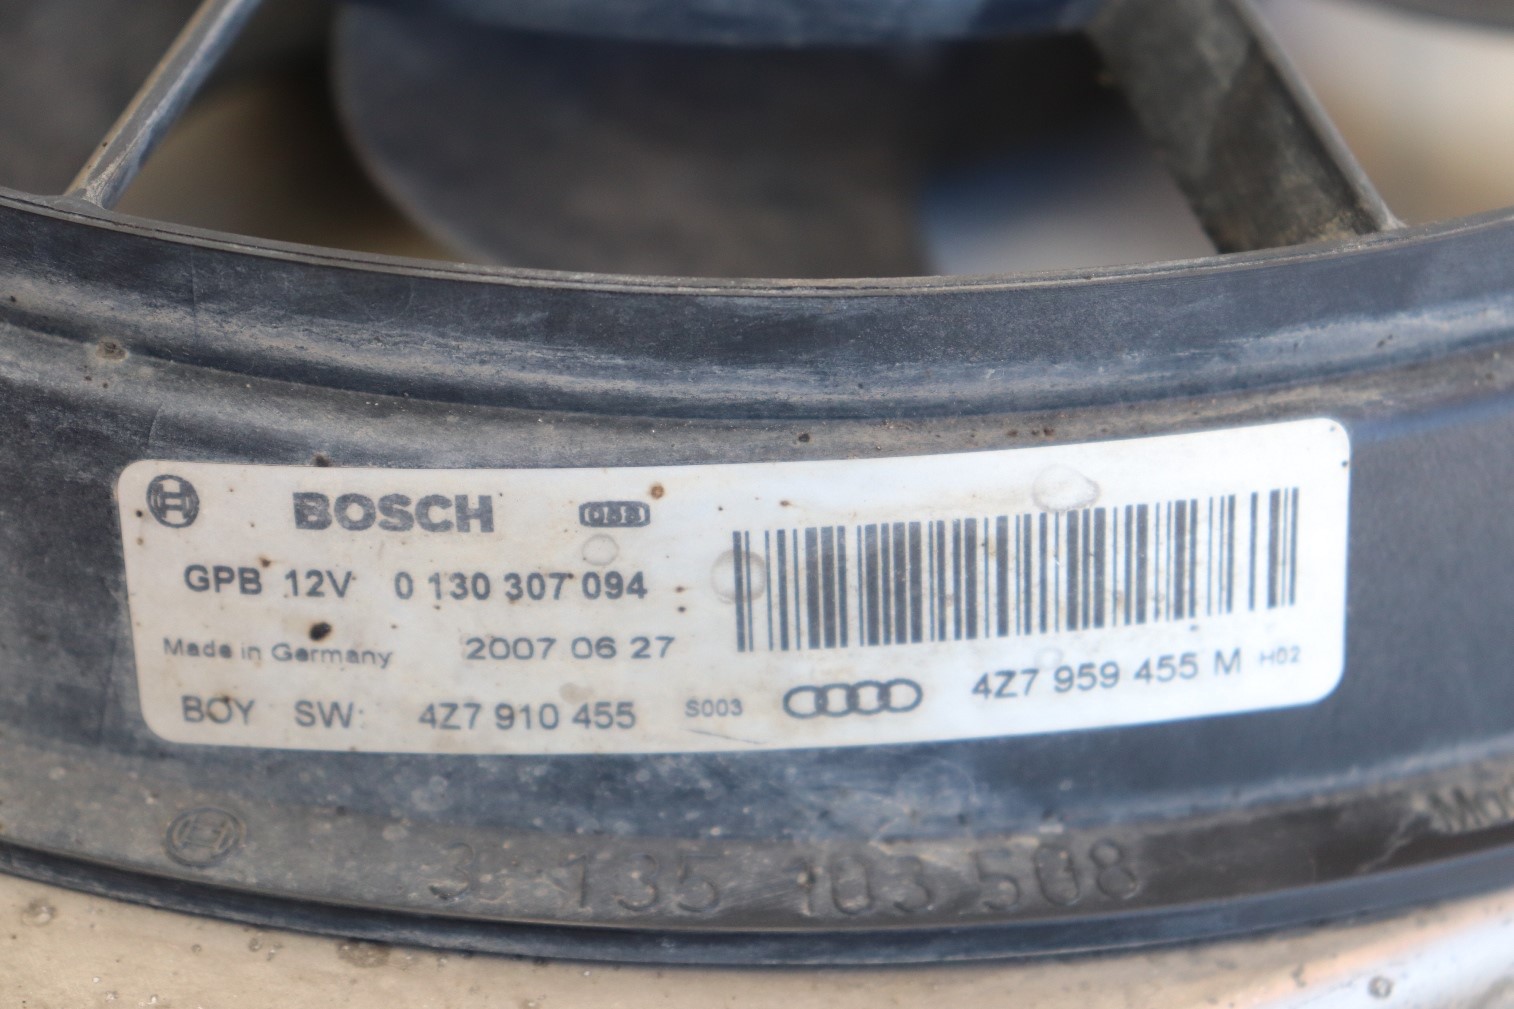 BOSCH
GPB 12V 0 130 307 094
Made in Germany 2007 06 27
BOY SW: 4Z7 910 455 S003 4Z7 959 455 M H02
3 135 103 508